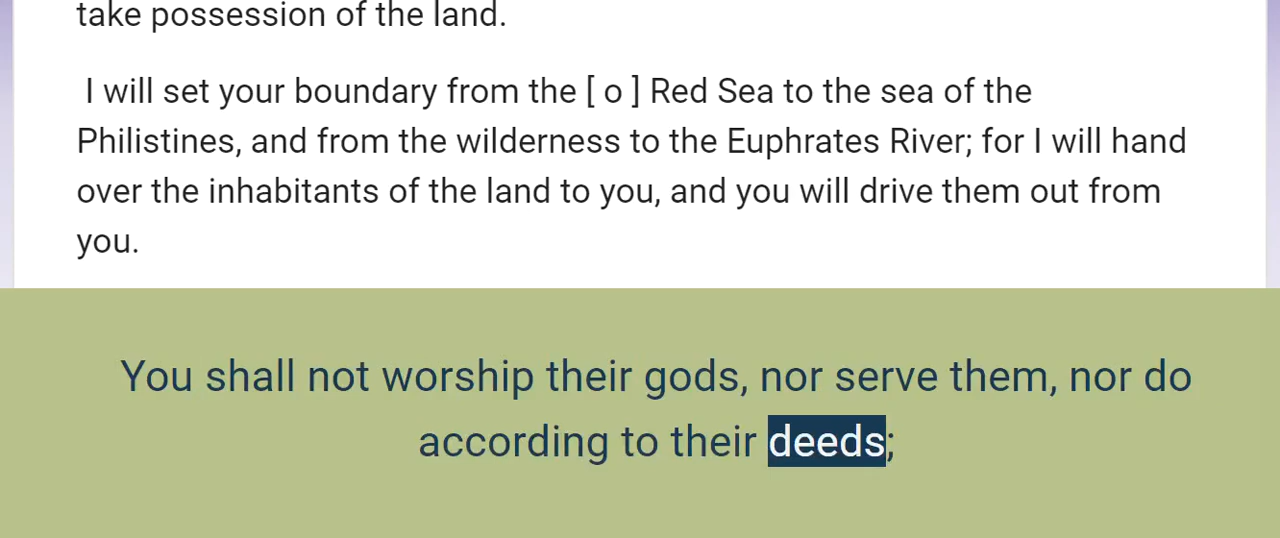 take possession of the land.
I will set your boundary from the [ o ] Red Sea to the sea of the
Philistines, and from the wilderness to the Euphrates River; for I will hand
over the inhabitants of the land to you, and you will drive them out from
you.
You shall not worship their gods, nor serve them, nor do
according to their deeds;